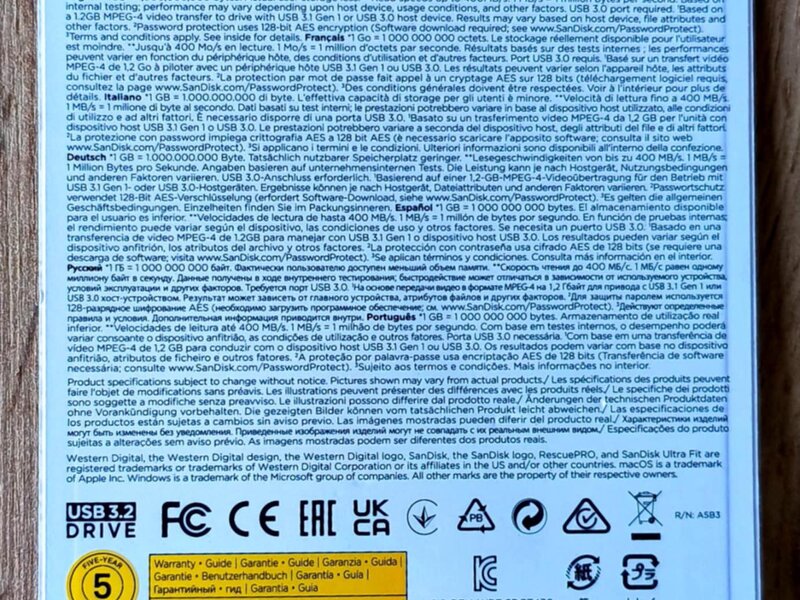 internal testing; performance may vary depending upon host device, usage conditions, and other factors. USB 3.0 port required. ¹Based on
a 1.2GB MPEG-4 video transfer to drive with USB 3.1 Gen 1 or USB 3.0 host device. Results may vary based on host device, file attributes and
other factors. ²Password protection uses 128-bit AES encryption (Software download required; see www.SanDisk.com/PasswordProtect).
³Terms and conditions apply. See inside for details. Français *1 Go = 1 000 000 000 octets. Le stockage réellement disponible pour l'utilisateur
est moindre. **Jusqu'à 400 Mo/s en lecture. 1 Mo/s = 1 million d'octets par seconde. Résultats basés sur des tests internes ; les performances
peuvent varier en fonction du périphérique hôte, des conditions d'utilisation et d'autres facteurs. Port USB 3.0 requis. ¹Basé sur un transfert vidéo
MPEG-4 de 1,2 Go à piloter avec un périphérique hôte USB 3.1 Gen 1 ou USB 3.0. Les résultats peuvent varier selon l'appareil hôte, les attributs
du fichier et d'autres facteurs. ²La protection par mot de passe fait appel à un cryptage AES sur 128 bits (téléchargement logiciel requis,
consultez la page www.SanDisk.com/PasswordProtect). ³Des conditions générales doivent être respectées. Voir à l'intérieur pour plus de
détails. Italiano *1 GB = 1.000.000.000 di byte. L'effettiva capacità di storage per gli utenti è minore. **Velocità di lettura fino a 400 MB/s.
1 MB/s = 1 milione di byte al secondo. Dati basati su test interni; le prestazioni potrebbero variare in base al dispositivo host utilizzato, alle condizioni
di utilizzo e ad altri fattori. È necessario disporre di una porta USB 3.0. ¹Basato su un trasferimento video MPEG-4 da 1,2 GB per l'unità con
dispositivo host USB 3.1 Gen 1 o USB 3.0. Le prestazioni potrebbero variare a seconda del dispositivo host, degli attributi del file e di altri fattori.
²La protezione con password impiega crittografia AES a 128 bit AES (è necessario scaricare l'apposito software; consulta il sito web
www.SanDisk.com/PasswordProtect). ³Si applicano i termini e le condizioni. Ulteriori informazioni sono disponibili all'interno della confezione.
Deutsch *1 GB = 1.000.000.000 Byte. Tatsächlich nutzbarer Speicherplatz geringer. **Lesegeschwindigkeiten von bis zu 400 MB/s. 1 MB/s =
1 Million Bytes pro Sekunde. Angaben basieren auf unternehmensinternen Tests. Die Leistung kann je nach Hostgerät, Nutzungsbedingungen
und anderen Faktoren variieren. USB 3.0-Anschluss erforderlich. ¹Basierend auf einer 1,2-GB-MPEG-4-Videoübertragung für den Betrieb mit
USB 3.1 Gen 1- oder USB 3.0-Hostgeräten. Ergebnisse können je nach Hostgerät, Dateiattributen und anderen Faktoren variieren. ²Passwortschutz
verwendet 128-Bit AES-Verschlüsselung (erfordert Software-Download, siehe www.SanDisk.com/PasswordProtect). ³Es gelten die allgemeinen
Geschäftsbedingungen. Einzelheiten finden Sie im Packungsinneren. Español *1 GB = 1 000 000 000 bytes. El almacenamiento disponible
para el usuario es inferior. **Velocidades de lectura de hasta 400 MB/s. 1 MB/s = 1 millón de bytes por segundo. En función de pruebas internas;
el rendimiento puede variar según el dispositivo, las condiciones de uso y otros factores. Se necesita un puerto USB 3.0. ¹Basado en una
transferencia de video MPEG-4 de 1.2GB para manejar con USB 3.1 Gen 1 o dispositivo host USB 3.0. Los resultados pueden variar según el
dispositivo anfitrión, los atributos del archivo y otros factores. ²La protección con contraseña usa cifrado AES de 128 bits (se requiere una
descarga de software; visita www.SanDisk.com/PasswordProtect). ³Se aplican términos y condiciones. Consulta más información en el interior.
Русский *1 ГБ = 1 000 000 000 байт. Фактически пользователю доступен меньший объем памяти. **Скорость чтения до 400 МБ/с. 1 МБ/с равен одному
миллиону байт в секунду. Данные получены в ходе внутреннего тестирования; быстродействие может отличаться в зависимости от используемого устройства,
условий эксплуатации и других факторов. Требуется порт USB 3.0. ¹На основе передачи видео в формате MPEG-4 на 1,2 Гбайт для привода с USB 3.1 Gen 1 или
USB 3.0 хост-устройством. Результат может зависеть от главного устройства, атрибутов файлов и других факторов. ²Для защиты паролем используется
128-разрядное шифрование AES (необходимо загрузить программное обеспечение; см. www.SanDisk.com/PasswordProtect). ³Действуют определенные
правила и условия. Дополнительная информация приводится внутри. Português *1 GB = 1 000 000 000 bytes. Armazenamento de utilização real
inferior. **Velocidades de leitura até 400 MB/s. 1 MB/s = 1 milhão de bytes por segundo. Com base em testes internos, o desempenho poderá
variar consoante o dispositivo anfitrião, as condições de utilização e outros fatores. Porta USB 3.0 necessária. ¹Com base em uma transferência de
vídeo MPEG-4 de 1,2 GB para conduzir com o dispositivo host USB 3.1 Gen 1 ou USB 3.0. Os resultados podem variar com base no dispositivo
anfitrião, atributos de ficheiro e outros fatores. ²A proteção por palavra-passe usa encriptação AES de 128 bits (Transferência de software
necessária; consulte www.SanDisk.com/PasswordProtect). ³Sujeito aos termos e condições. Mais informações no interior.
Product specifications subject to change without notice. Pictures shown may vary from actual products./ Les spécifications des produits peuvent
faire l'objet de modifications sans préavis. Les illustrations peuvent présenter des différences avec les produits réels./ Le specifiche dei prodotti
sono soggette a modifiche senza preavviso. Le illustrazioni possono differire dal prodotto reale./ Änderungen der technischen Produktdaten
ohne Vorankündigung vorbehalten. Die gezeigten Bilder können vom tatsächlichen Produkt leicht abweichen./ Las especificaciones de
los productos están sujetas a cambios sin aviso previo. Las imágenes mostradas pueden diferir del producto real./ Характеристики изделий
могут быть изменены без уведомления. Приведенные изображения изделий могут не совпадать с их реальным внешним видом./ Especificações do produto
sujeitas a alterações sem aviso prévio. As imagens mostradas podem ser diferentes dos produtos reais.
Western Digital, the Western Digital design, the Western Digital logo, SanDisk, the SanDisk logo, RescuePRO, and SanDisk Ultra Fit are
registered trademarks or trademarks of Western Digital Corporation or its affiliates in the US and/or other countries. macOS is a trademark
of Apple Inc. Windows is a trademark of the Microsoft group of companies. All other marks are the property of their respective owners.
USB 3.2
DRIVE
FC CE EAC UK
CA
PB
R/N: A5B3
FIVE-YEAR
5
Warranty • Guide | Garantie • Guide | Garanzia • Guida |
Garantie • Benutzerhandbuch | Garantía • Guía |
Гарантийный • гид | Garantia • Guia
紙
プラ